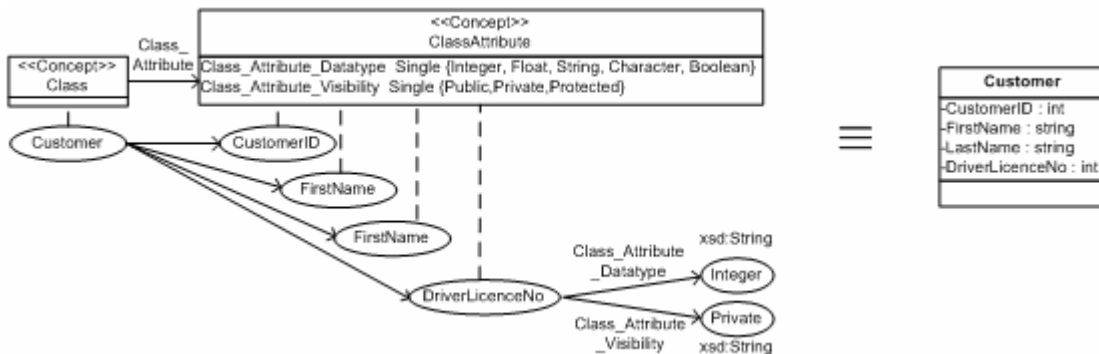 <<Concept>>
ClassAttribute
Class_
Attribute
<<Concept>>
Class
Class_Attribute_Datatype Single {Integer, Float, String, Character, Boolean}
Class_Attribute_Visibility Single {Public,Private,Protected}
Customer
CustomerID
FirstName
FirstName
DriverLicenceNo
Class_Attribute
_Datatype
xsd:String
Integer
Private
Class_Attribute
_Visibility
xsd:String
≡
Customer
-CustomerID : int
-FirstName : string
-LastName : string
-DriverLicenceNo : int